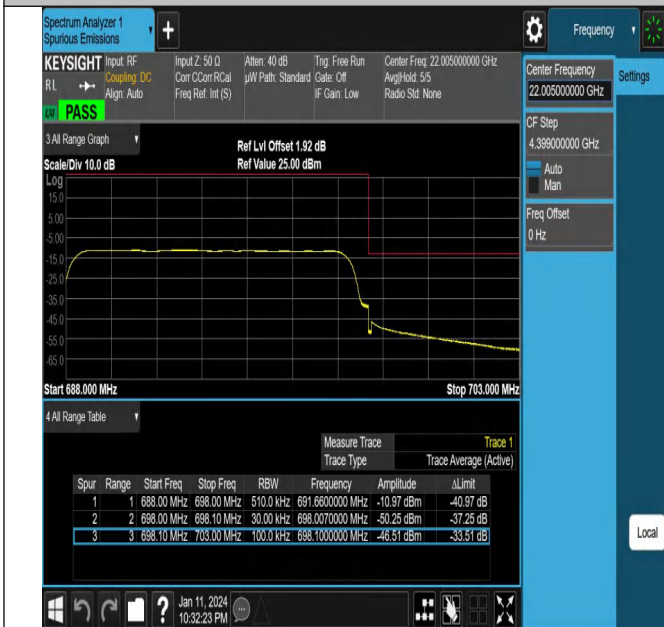 Spectrum Analyzer 1
Spurious Emissions
Frequency
KEYSIGHT Input: RF Input Z: 50 Ω Atten: 40 dB Trig: Free Run Center Freq: 22.005000000 GHz
RL Coupling: DC Corr CCorr RCal µW Path: Standard Gate: Off Avg|Hold: 5/5
Align: Auto Freq Ref: Int (S) IF Gain: Low Radio Std: None
PASS
Center Frequency
22.005000000 GHz
Settings
CF Step
4.399000000 GHz
Auto
Man
Freq Offset
0 Hz
3 All Range Graph
Ref Lvl Offset 1.92 dB
Scale/Div 10.0 dB Ref Value 25.00 dBm
Log
15.0
5.00
-5.00
-15.0
-25.0
-35.0
-45.0
-55.0
-65.0
Start 688.000 MHz Stop 703.000 MHz
4 All Range Table
Measure Trace Trace 1
Trace Type Trace Average (Active)
Spur Range Start Freq Stop Freq RBW Frequency Amplitude ΔLimit
1 1 688.00 MHz 698.00 MHz 510.0 kHz 691.6600000 MHz -10.97 dBm -40.97 dB
2 2 698.00 MHz 698.10 MHz 30.00 kHz 698.0070000 MHz -50.25 dBm -37.25 dB
3 3 698.10 MHz 703.00 MHz 100.0 kHz 698.1000000 MHz -46.51 dBm -33.51 dB
Local
Jan 11, 2024
10:32:23 PM